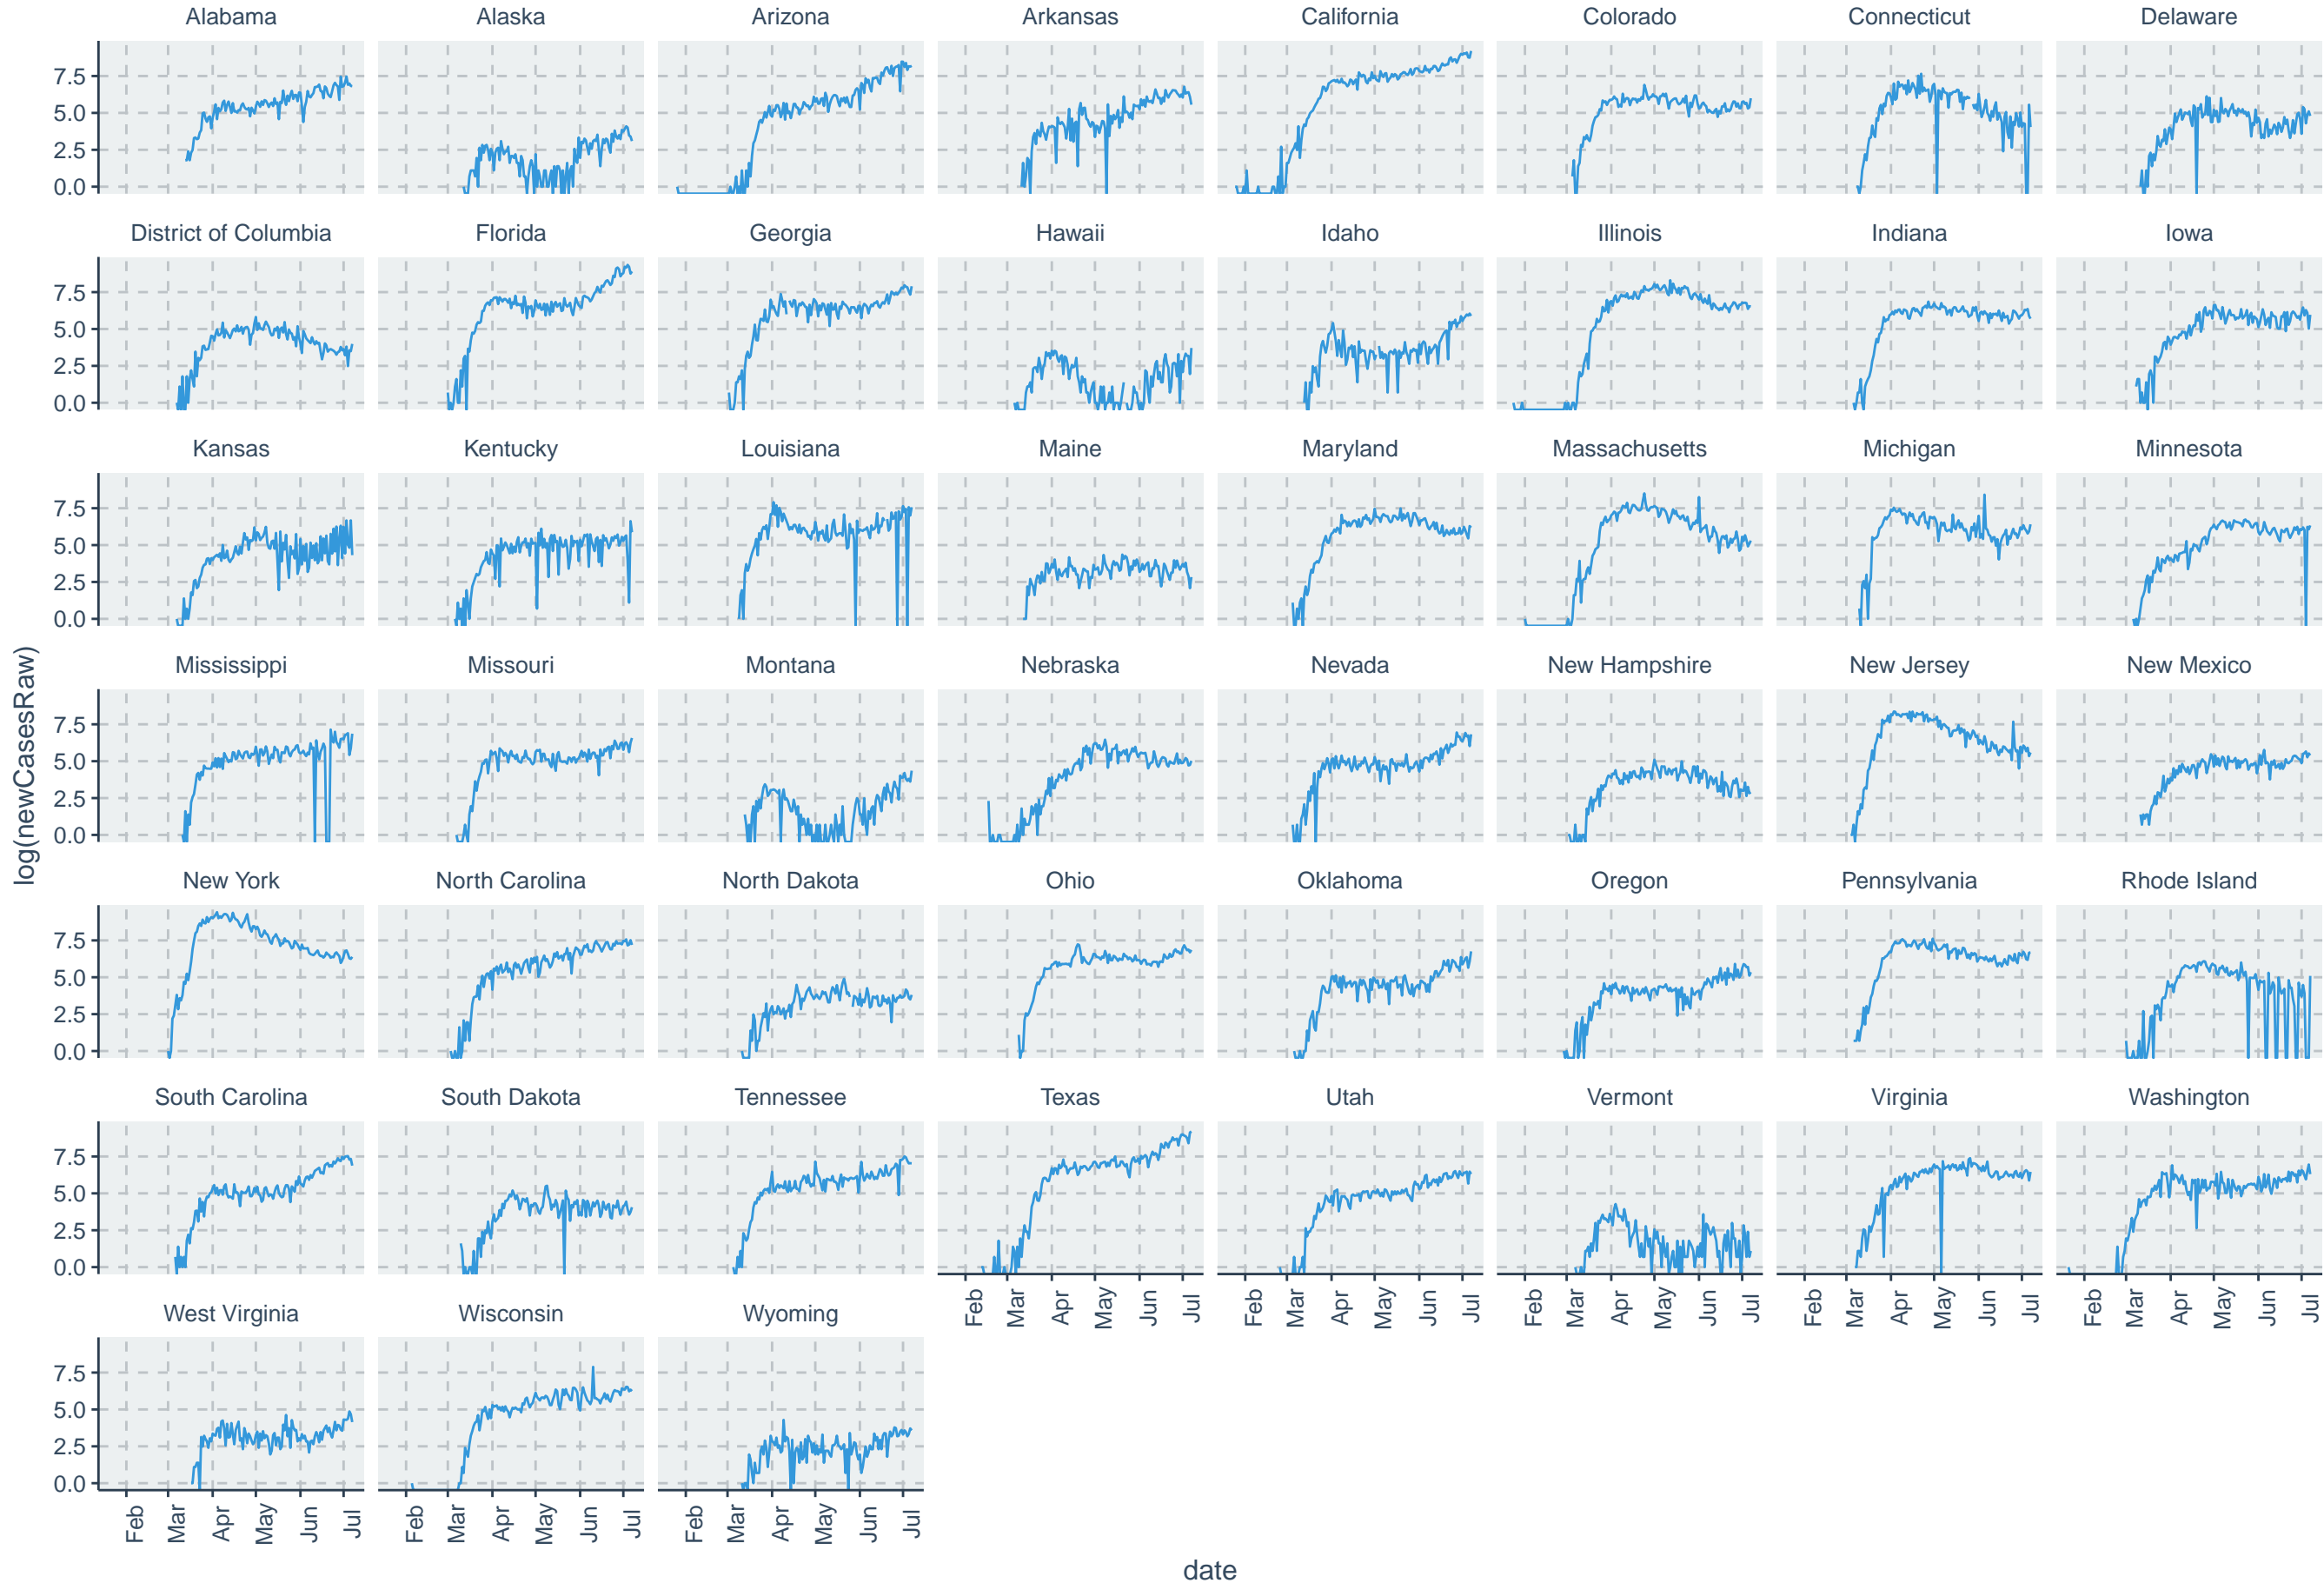 Alabama Alaska Arizona Arkansas California Colorado Connecticut Delaware
7.5
5.0
2.5
0.0
District of Columbia Florida Georgia Hawaii Idaho Illinois Indiana Iowa
7.5
5.0
2.5
0.0
Kansas Kentucky Louisiana Maine Maryland Massachusetts Michigan Minnesota
7.5
5.0
2.5
0.0
Mississippi Missouri Montana Nebraska Nevada New Hampshire New Jersey New Mexico
7.5
5.0
2.5
0.0
log(newCasesRaw)
New York North Carolina North Dakota Ohio Oklahoma Oregon Pennsylvania Rhode Island
7.5
5.0
2.5
0.0
South Carolina South Dakota Tennessee Texas Utah Vermont Virginia Washington
7.5
5.0
2.5
0.0
Feb Mar Apr May Jun Jul Feb Mar Apr May Jun Jul Feb Mar Apr May Jun Jul Feb Mar Apr May Jun Jul Feb Mar Apr May Jun Jul
West Virginia Wisconsin Wyoming
7.5
5.0
2.5
0.0
Feb Mar Apr May Jun Jul Feb Mar Apr May Jun Jul Feb Mar Apr May Jun Jul
date